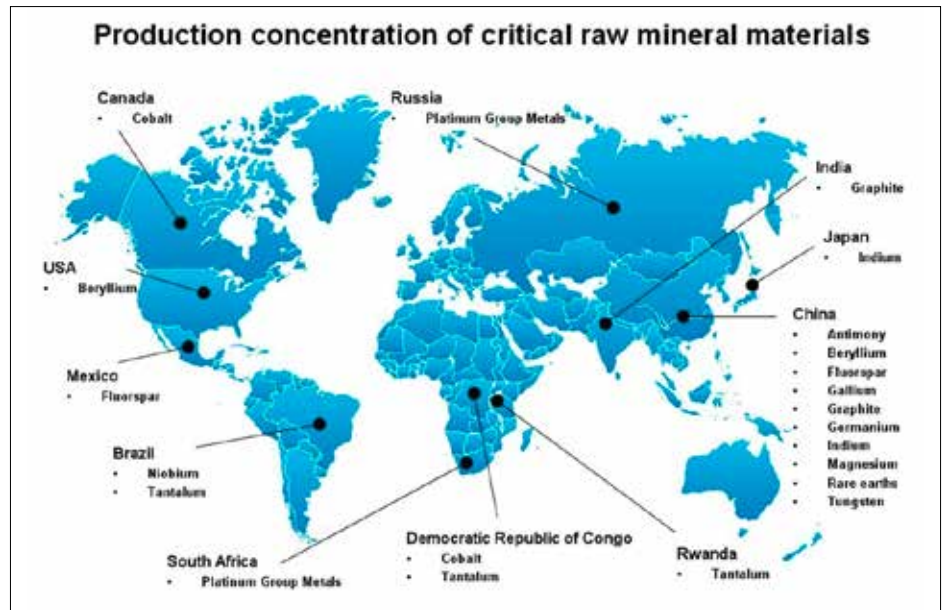 Production concentration of critical raw mineral materials
Canada
• Cobalt
Russia
• Platinum Group Metals
India
• Graphite
Japan
• Indium
USA
• Beryllium
China
• Antimony
• Beryllium
• Fluorspar
• Gallium
• Graphite
• Germanium
• Indium
• Magnesium
• Rare earths
• Tungsten
Mexico
• Fluorspar
Brazil
• Niobium
• Tantalum
South Africa
• Platinum Group Metals
Democratic Republic of Congo
• Cobalt
• Tantalum
Rwanda
• Tantalum